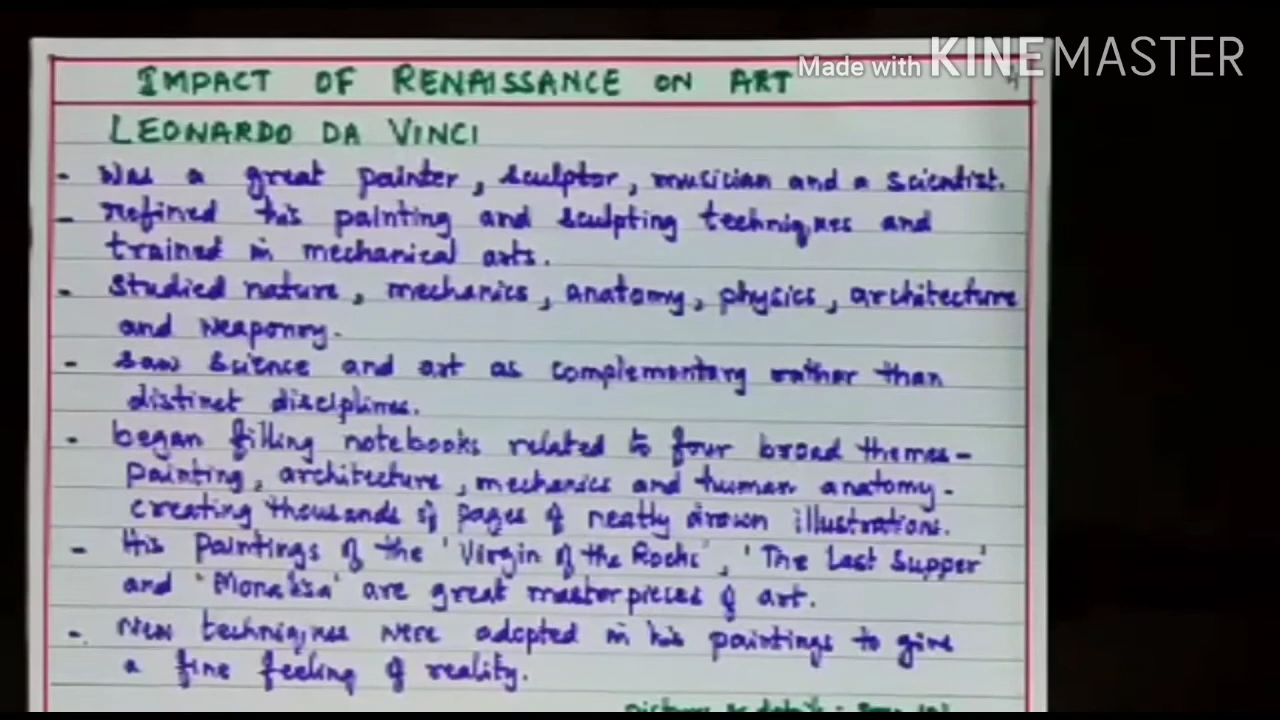 Made with KINEMASTER
IMPACT OF RENAISSANCE ON ART
LEONARDO DA VINCI
- Was a great painter, sculptor, musician and a scientist.
- refined his painting and sculpting techniques and
trained in mechanical arts.
- Studied nature, mechanics, anatomy, physics, architecture
and weaponry.
- Saw science and art as complementary rather than
distinct disciplines.
- began filling notebooks related to four broad themes-
Painting, architecture, mechanics and human anatomy-
creating thousands of pages of neatly drawn illustrations.
- His paintings of the 'Virgin of the Rocks', 'The Last Supper'
and 'Monalisa' are great masterpieces of art.
- New techniques were adopted in his paintings to give
a fine feeling of reality.